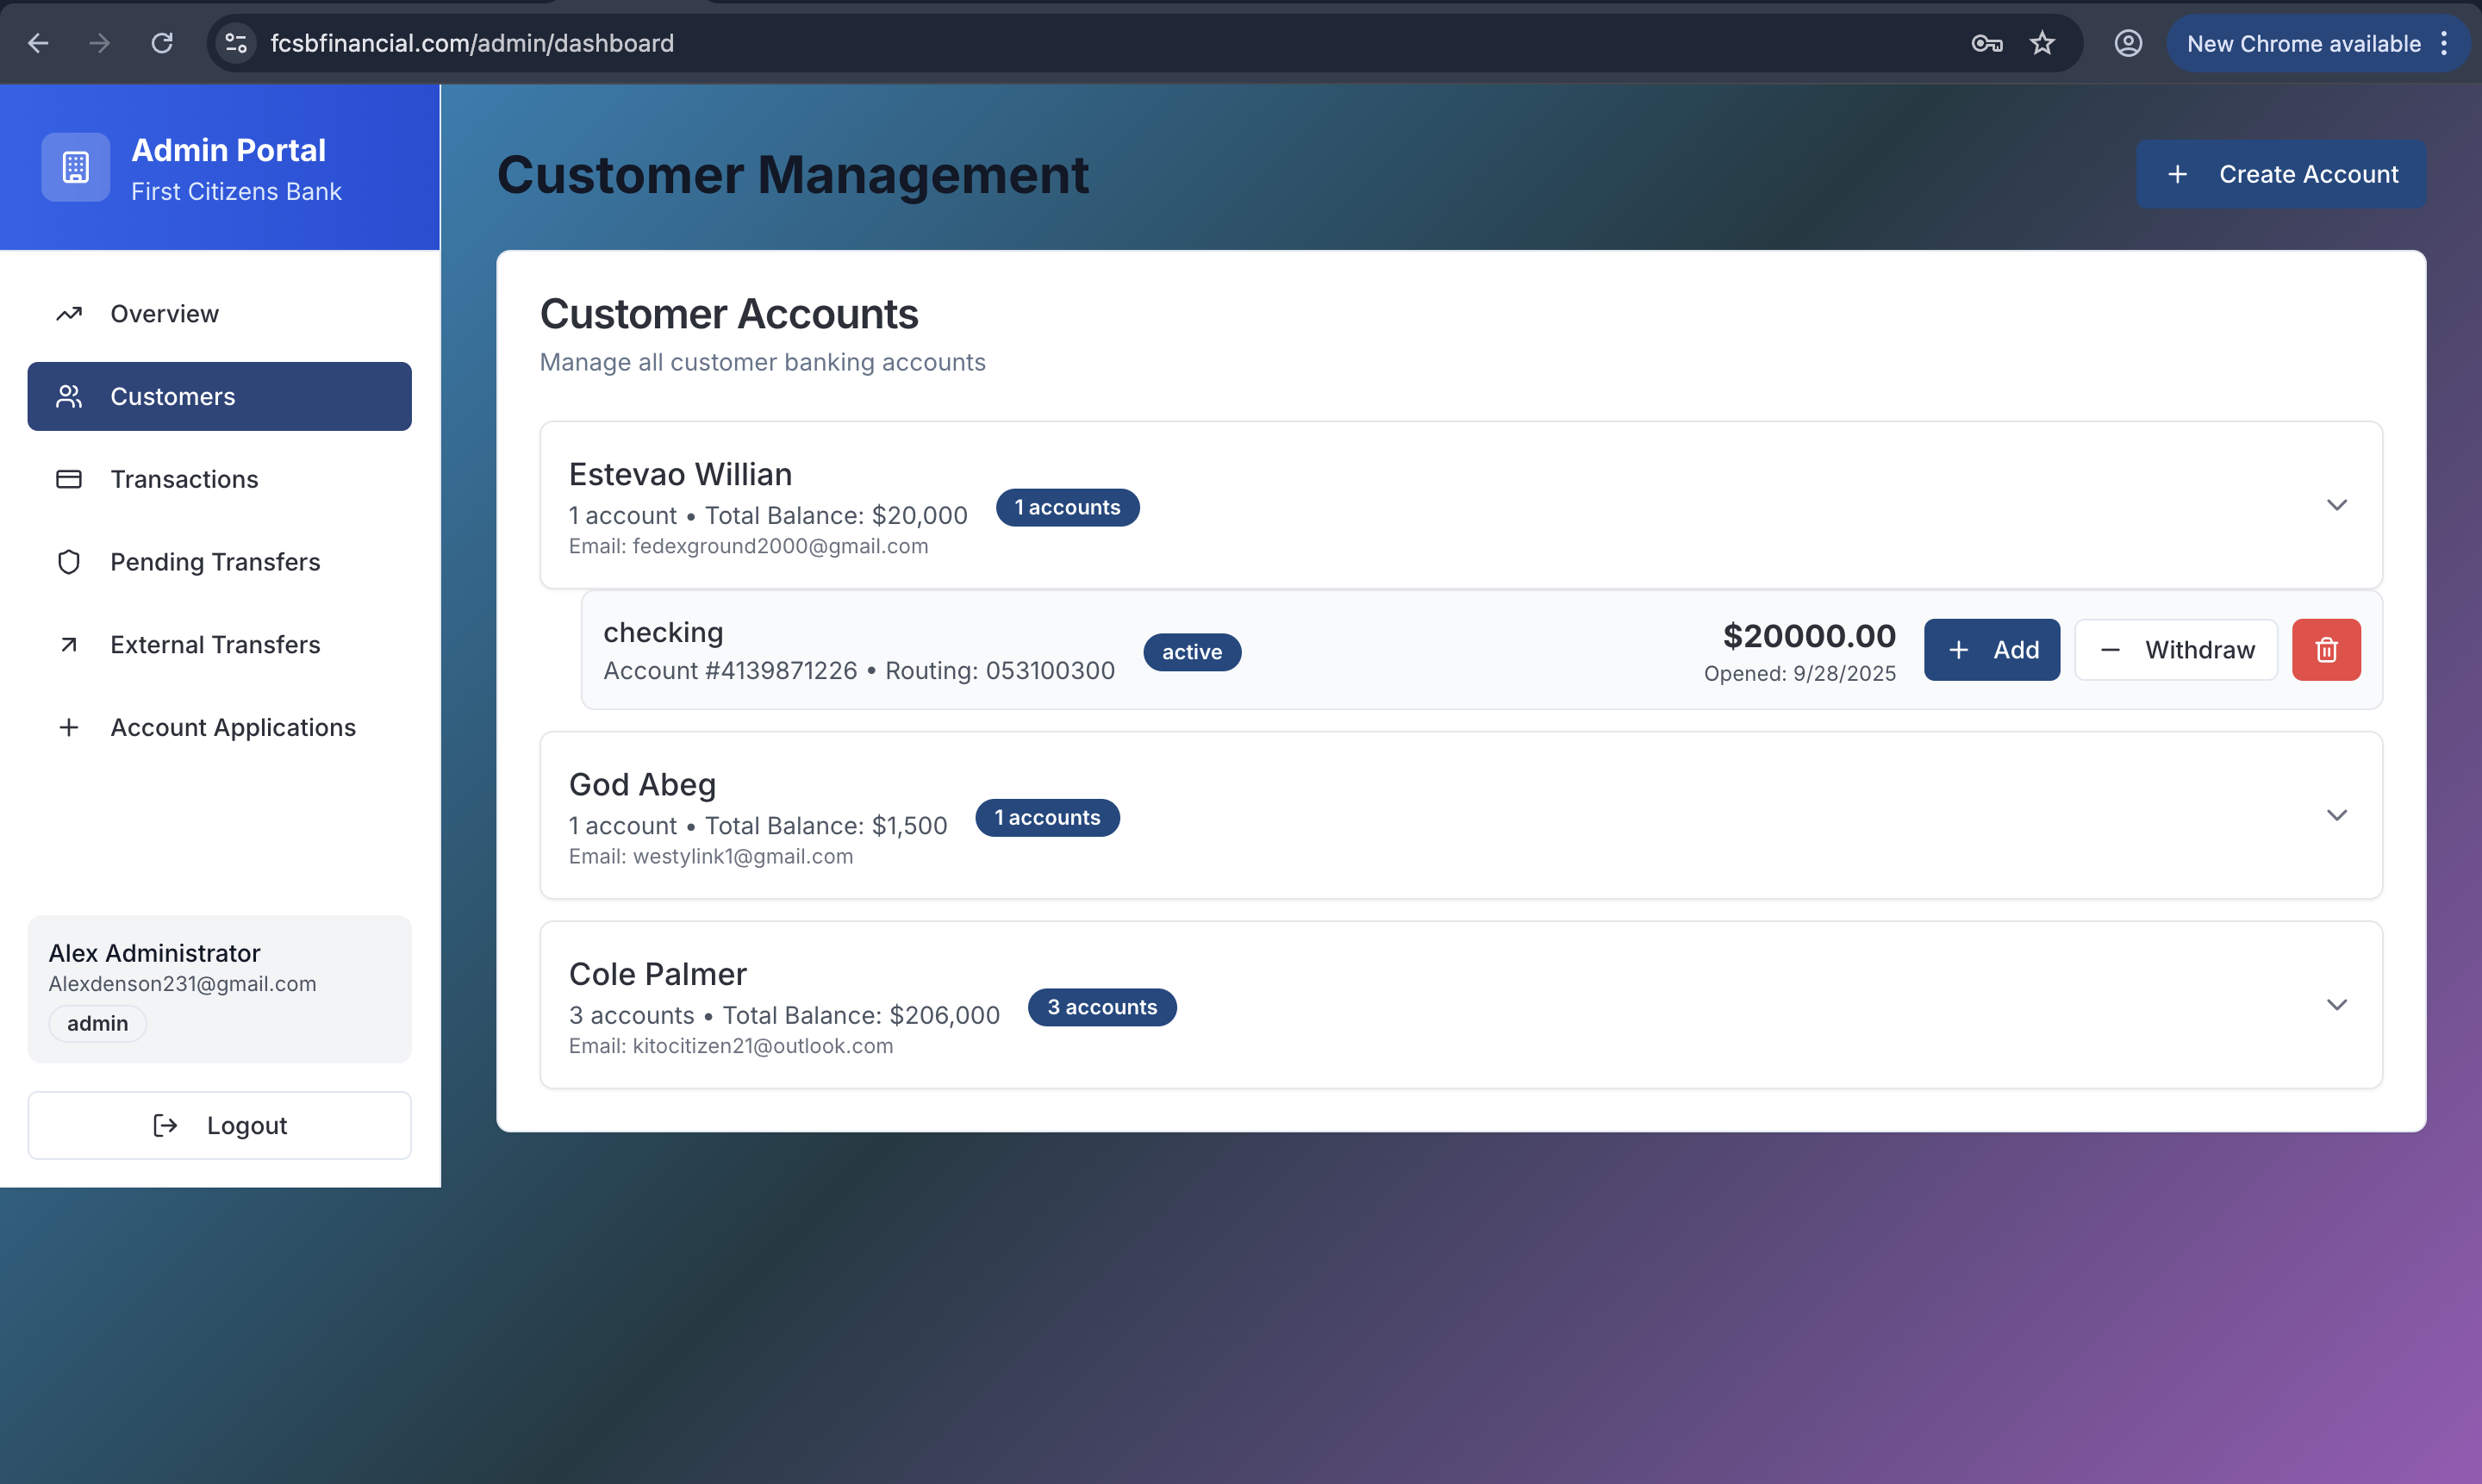 fcsbfinancial.com/admin/dashboard
New Chrome available
Admin Portal
First Citizens Bank
Overview
Customers
Transactions
Pending Transfers
External Transfers
Account Applications
Alex Administrator
Alexdenson231@gmail.com
admin
Logout
Customer Management
Create Account
Customer Accounts
Manage all customer banking accounts
Estevao Willian
1 account • Total Balance: $20,000
1 accounts
Email: fedexground2000@gmail.com
checking
Account #4139871226 • Routing: 053100300
active
$20000.00
Opened: 9/28/2025
Add
Withdraw
God Abeg
1 account • Total Balance: $1,500
1 accounts
Email: westylink1@gmail.com
Cole Palmer
3 accounts • Total Balance: $206,000
3 accounts
Email: kitocitizen21@outlook.com